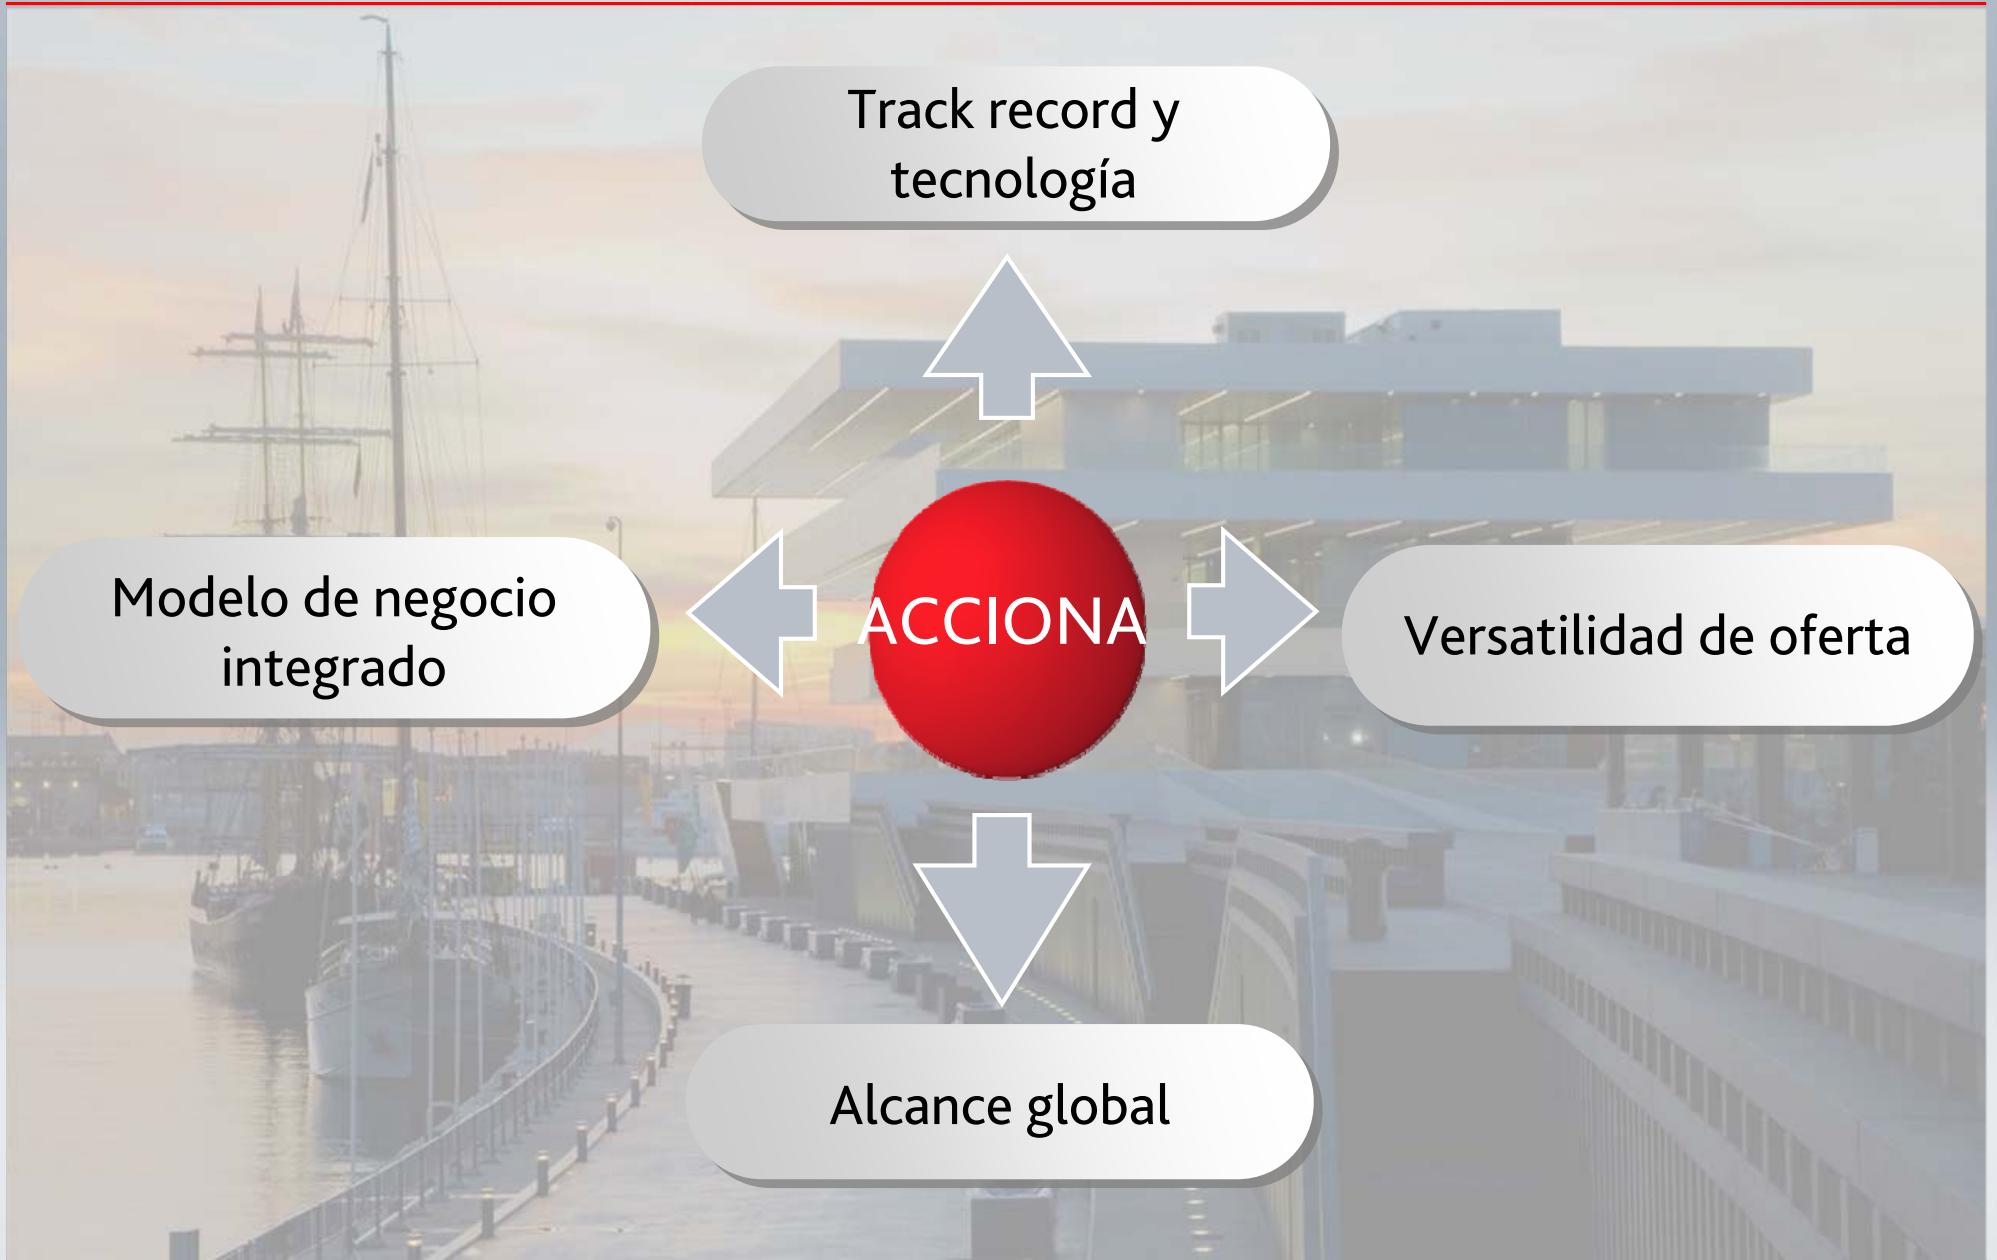 Track record y
tecnología
Modelo de negocio
integrado
ACCIONA
Versatilidad de oferta
Alcance global